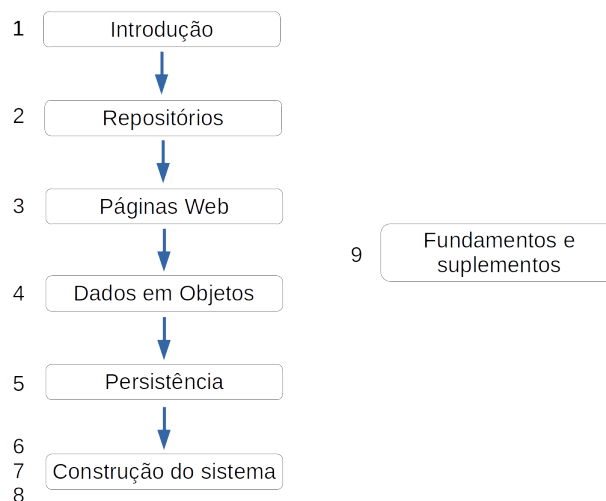 1 Introdução
2 Repositórios
3 Páginas Web
9 Fundamentos e
suplementos
4 Dados em Objetos
5 Persistência
6
7 Construção do sistema
8